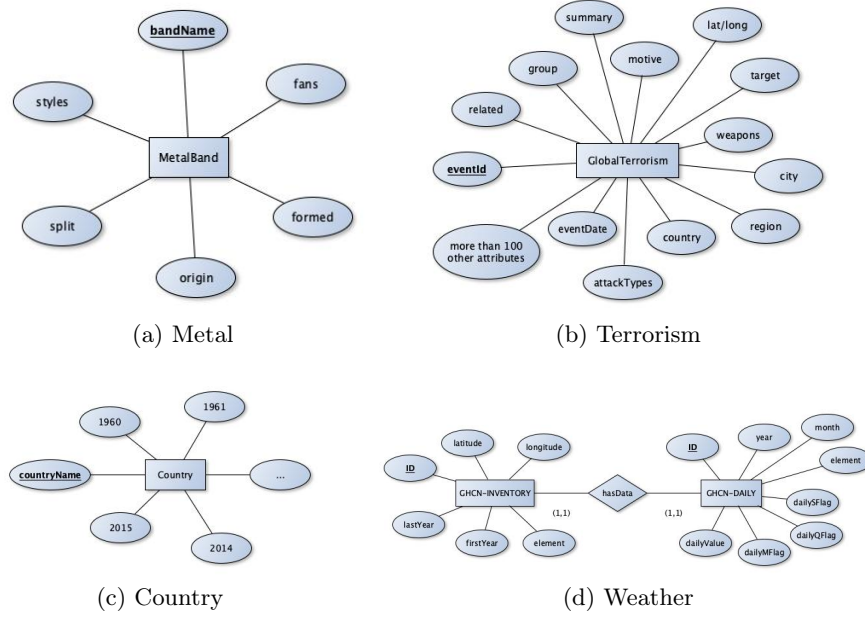 bandName
styles
fans
MetalBand
split
formed
origin
(a) Metal
summary
lat/long
group
motive
target
related
weapons
GlobalTerrorism
eventId
city
eventDate
region
more than 100
other attributes
country
attackTypes
(b) Terrorism
1960
1961
countryName
Country
...
2015
2014
(c) Country
latitude
longitude
ID
GHCN-INVENTORY
lastYear
firstYear
element
(1,1)
hasData
(1,1)
ID
year
month
element
GHCN-DAILY
dailySFlag
dailyQFlag
dailyValue
dailyMFlag
(d) Weather